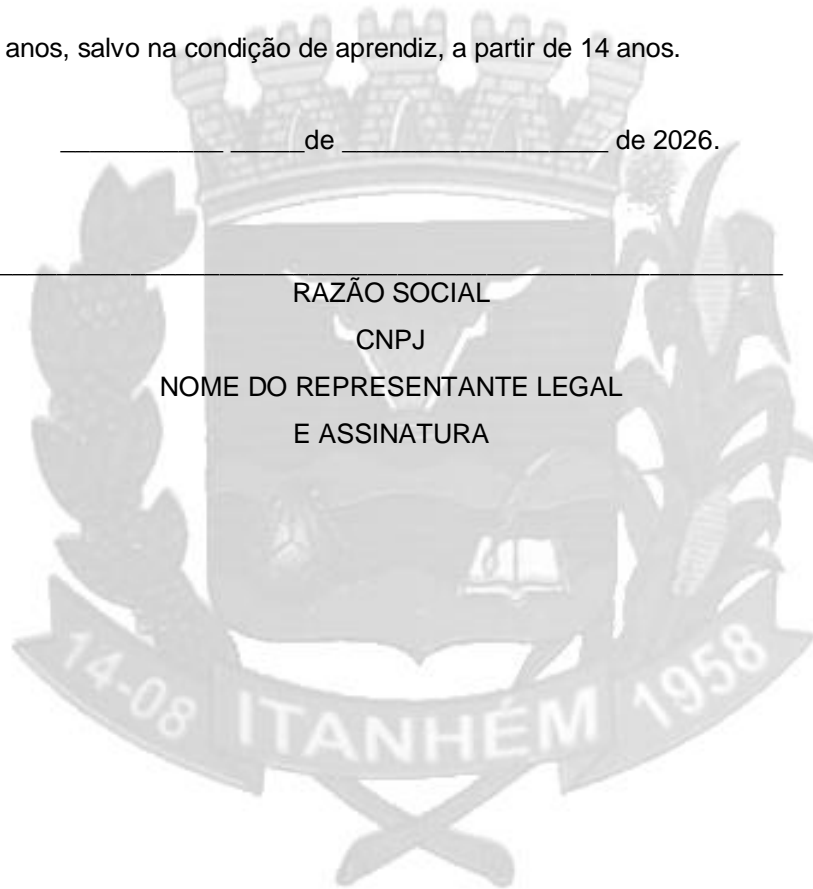 anos, salvo na condição de aprendiz, a partir de 14 anos.
___________ _____de __________________ de 2026.
_____________________________________________________
RAZÃO SOCIAL
CNPJ
NOME DO REPRESENTANTE LEGAL
E ASSINATURA
14-08 ITANHÉM 1958